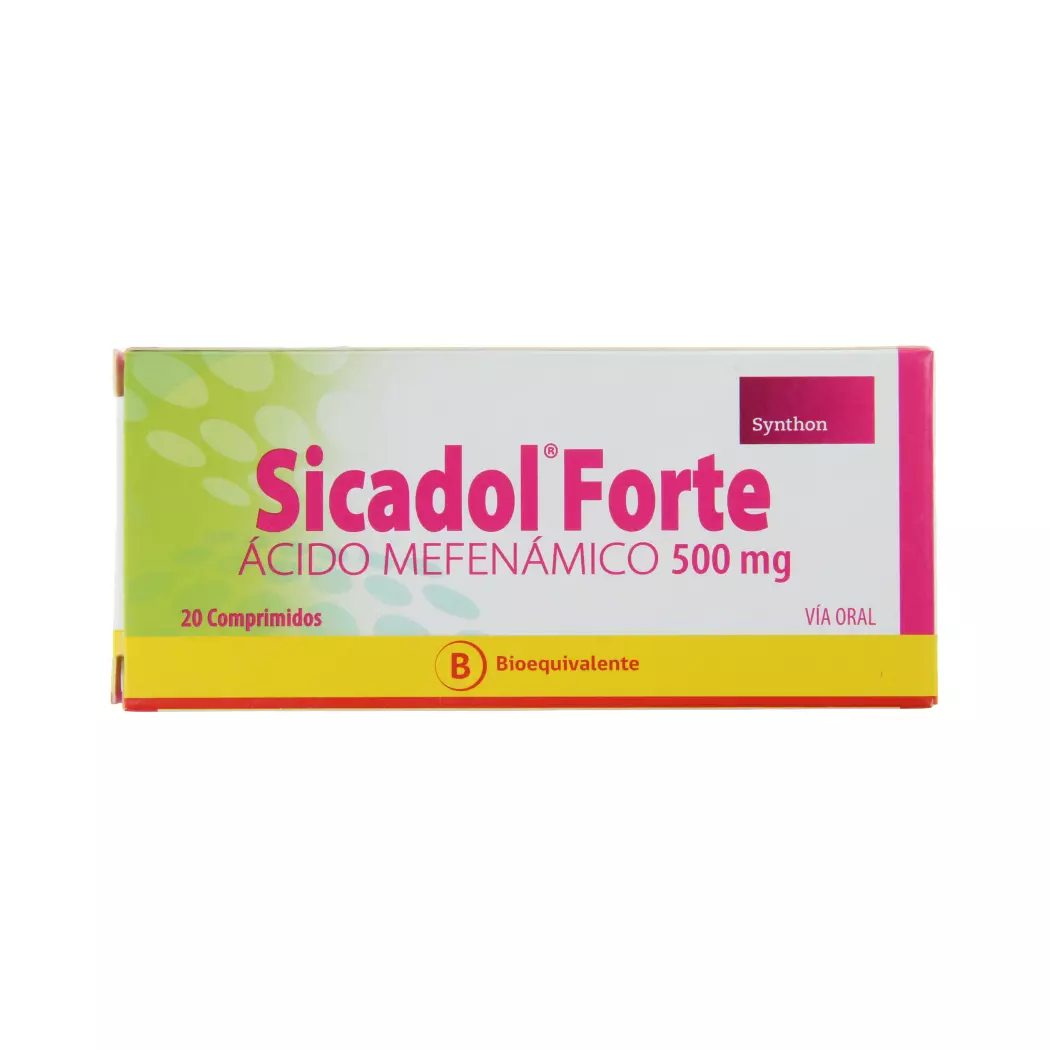 Synthon
Sicadol® Forte
ÁCIDO MEFENÁMICO 500 mg
20 Comprimidos
VÍA ORAL
B Bioequivalente